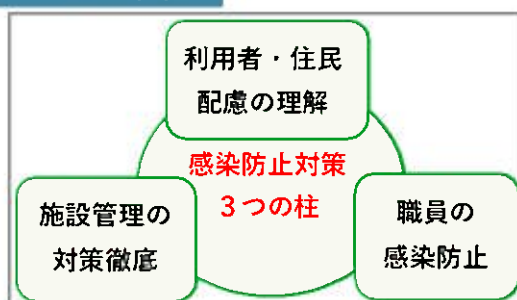 利用者・住民
配慮の理解
感染防止対策
３つの柱
施設管理の
対策徹底
職員の
感染防止